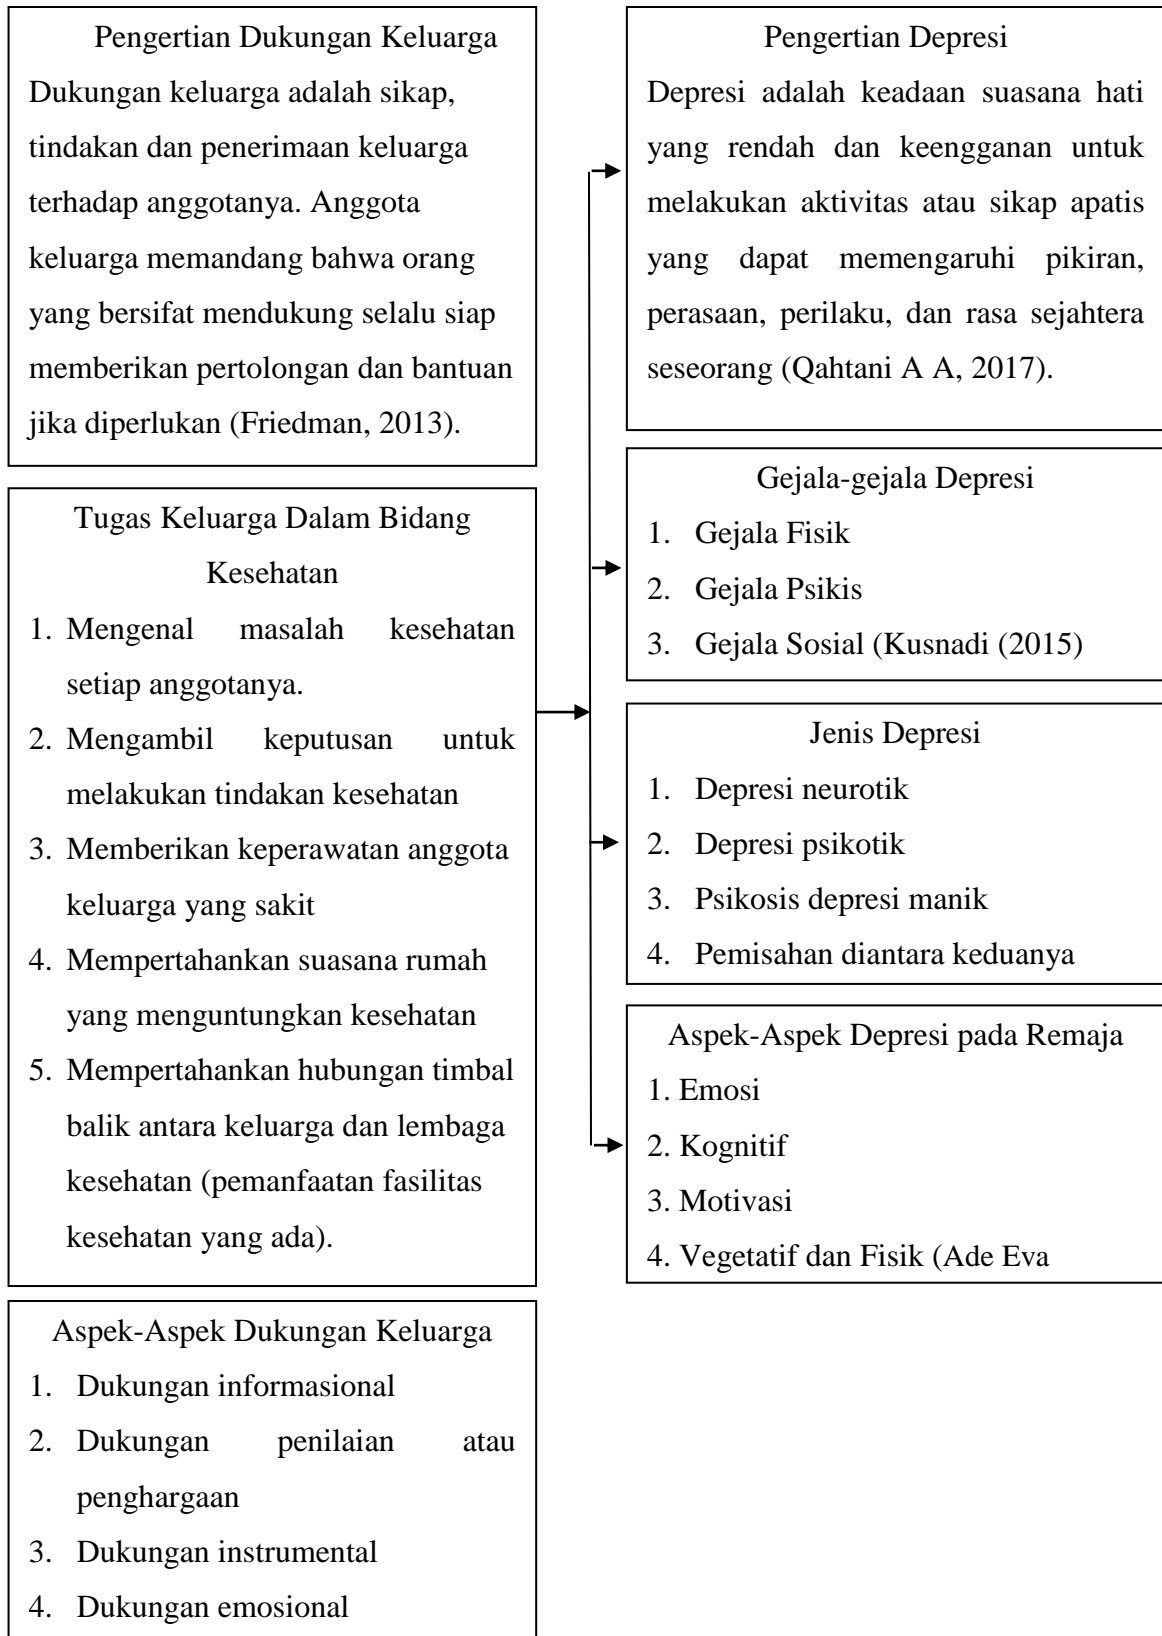 Pengertian Dukungan Keluarga
Dukungan keluarga adalah sikap,
tindakan dan penerimaan keluarga
terhadap anggotanya. Anggota
keluarga memandang bahwa orang
yang bersifat mendukung selalu siap
memberikan pertolongan dan bantuan
jika diperlukan (Friedman, 2013).
Tugas Keluarga Dalam Bidang
Kesehatan
1. Mengenal masalah kesehatan
setiap anggotanya.
2. Mengambil keputusan untuk
melakukan tindakan kesehatan
3. Memberikan keperawatan anggota
keluarga yang sakit
4. Mempertahankan suasana rumah
yang menguntungkan kesehatan
5. Mempertahankan hubungan timbal
balik antara keluarga dan lembaga
kesehatan (pemanfaatan fasilitas
kesehatan yang ada).
Aspek-Aspek Dukungan Keluarga
1. Dukungan informasional
2. Dukungan penilaian atau
penghargaan
3. Dukungan instrumental
4. Dukungan emosional
Pengertian Depresi
Depresi adalah keadaan suasana hati
yang rendah dan keengganan untuk
melakukan aktivitas atau sikap apatis
yang dapat memengaruhi pikiran,
perasaan, perilaku, dan rasa sejahtera
seseorang (Qahtani A A, 2017).
Gejala-gejala Depresi
1. Gejala Fisik
2. Gejala Psikis
3. Gejala Sosial (Kusnadi (2015)
Jenis Depresi
1. Depresi neurotik
2. Depresi psikotik
3. Psikosis depresi manik
4. Pemisahan diantara keduanya
Aspek-Aspek Depresi pada Remaja
1. Emosi
2. Kognitif
3. Motivasi
4. Vegetatif dan Fisik (Ade Eva